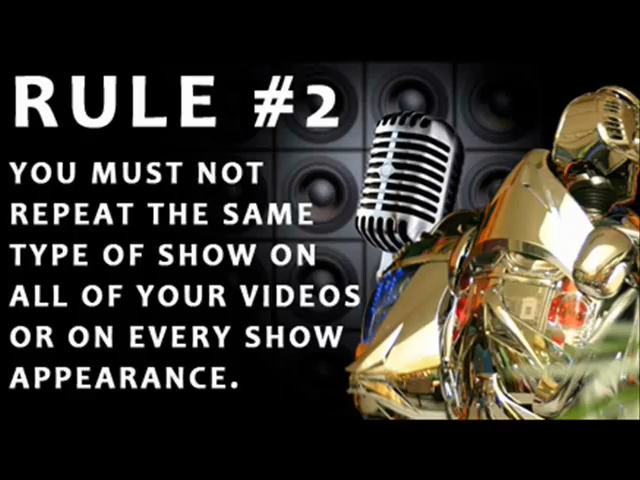 RULE #2
YOU MUST NOT
REPEAT THE SAME
TYPE OF SHOW ON
ALL OF YOUR VIDEOS
OR ON EVERY SHOW
APPEARANCE.